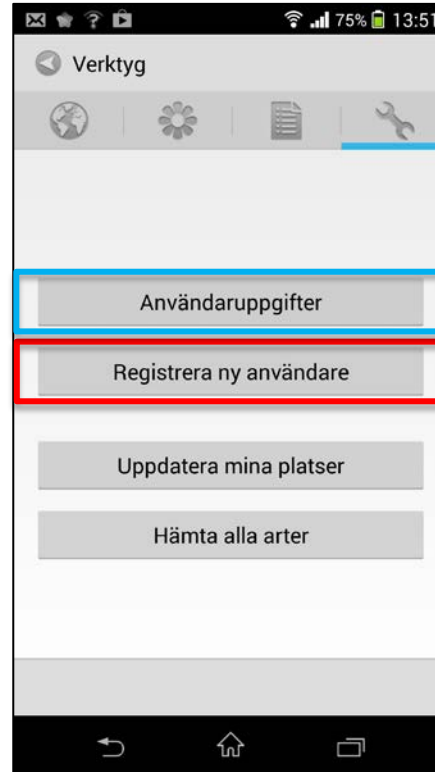 75% 13:51
Verktyg
Användaruppgifter
Registrera ny användare
Uppdatera mina platser
Hämta alla arter